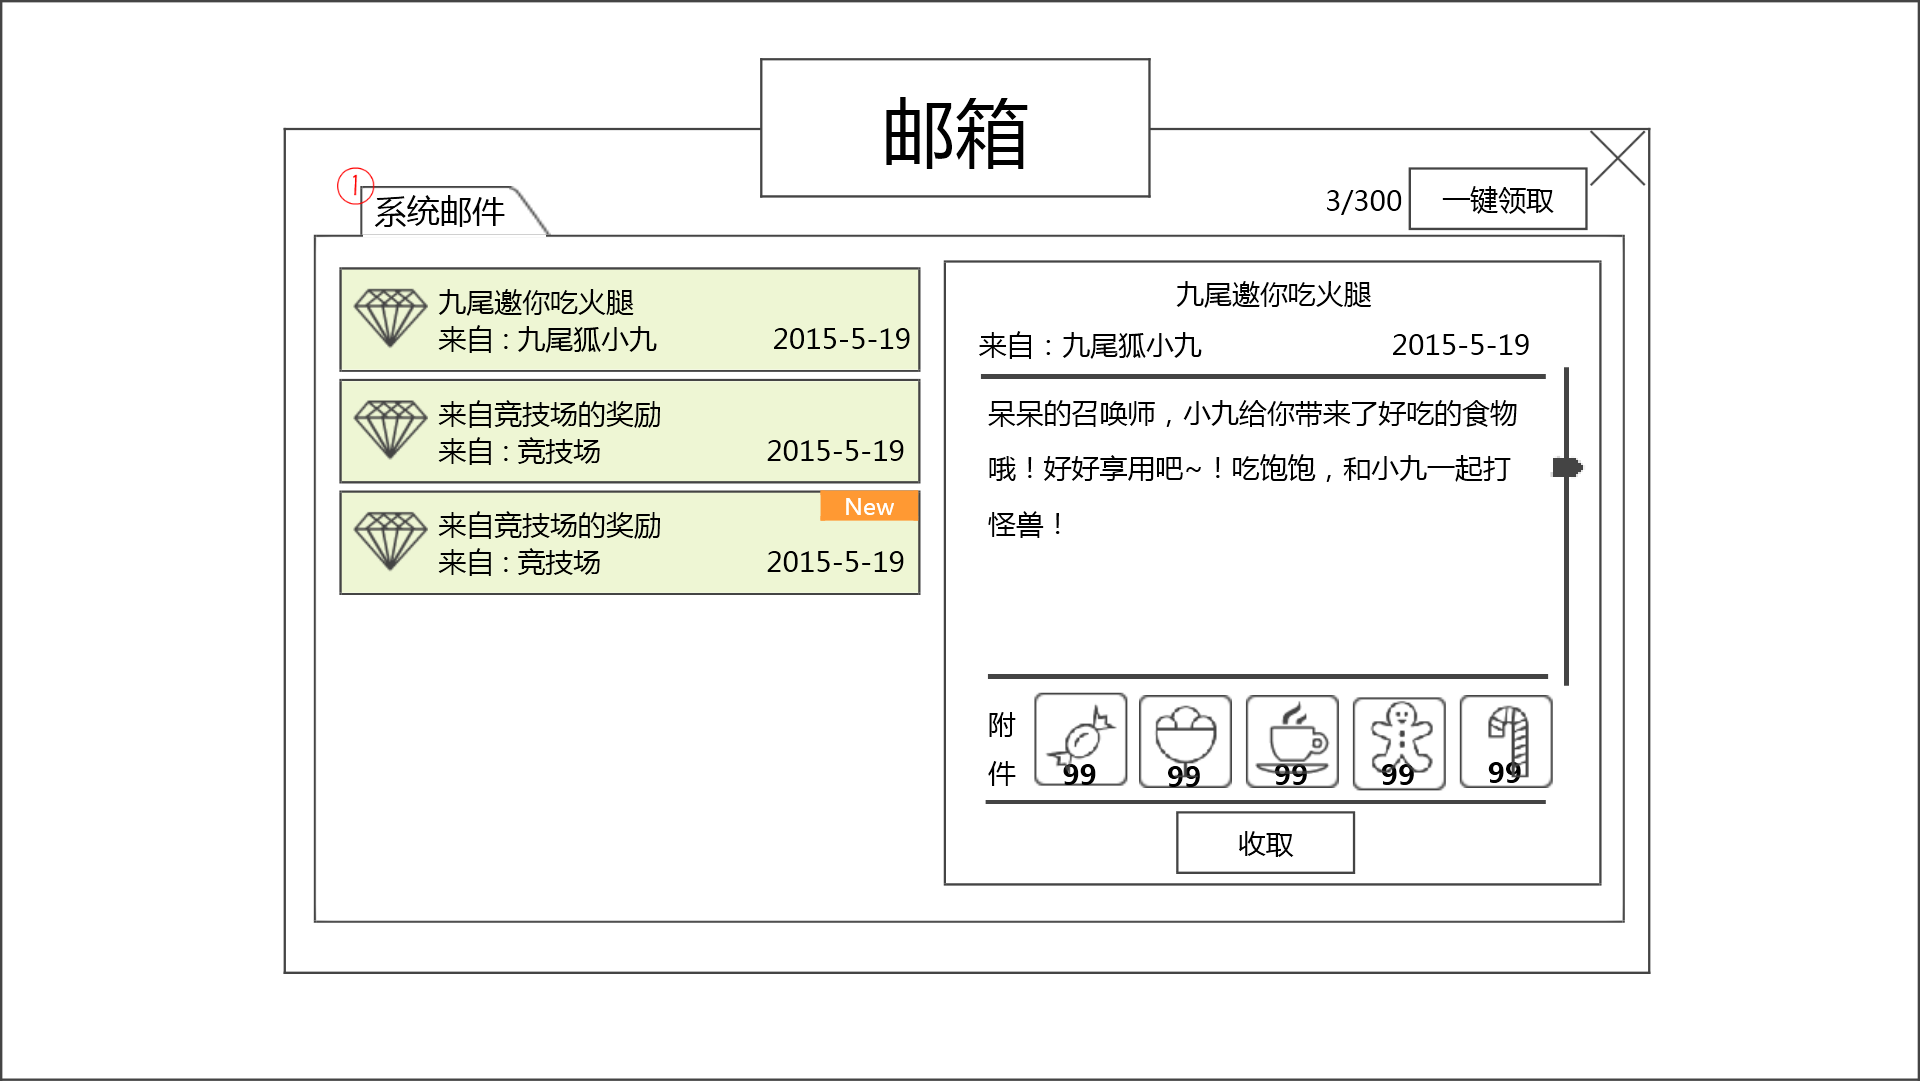 邮箱
1
系统邮件
3/300
一键领取
九尾邀你吃火腿
来自：九尾狐小九 2015-5-19
来自竞技场的奖励
来自：竞技场 2015-5-19
New
来自竞技场的奖励
来自：竞技场 2015-5-19
九尾邀你吃火腿
来自：九尾狐小九 2015-5-19
呆呆的召唤师，小九给你带来了好吃的食物
哦！好好享用吧~！吃饱饱，和小九一起打
怪兽！
附
件
99 99 99 99 99
收取